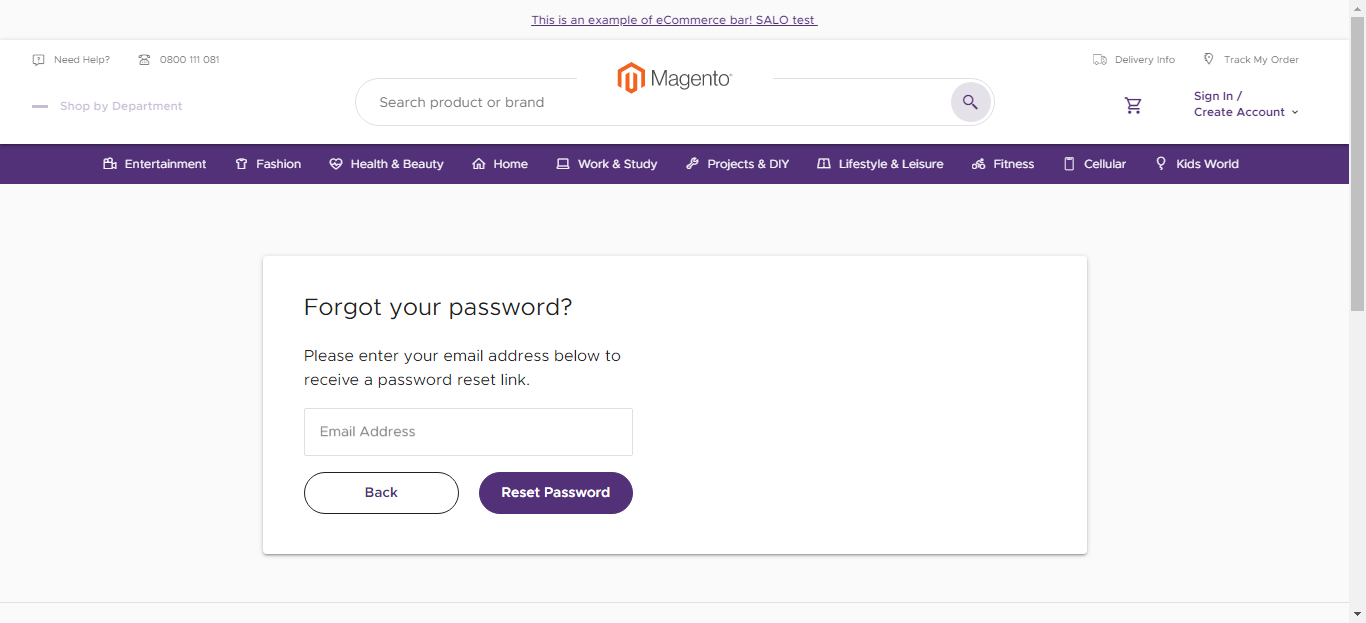 This is an example of eCommerce bar! SALO test
Need Help?
0800 111 081
Delivery Info
Track My Order
Magento
Shop by Department
Search product or brand
Sign In /
Create Account
Entertainment
Fashion
Health & Beauty
Home
Work & Study
Projects & DIY
Lifestyle & Leisure
Fitness
Cellular
Kids World
Forgot your password?
Please enter your email address below to
receive a password reset link.
Email Address
Back
Reset Password